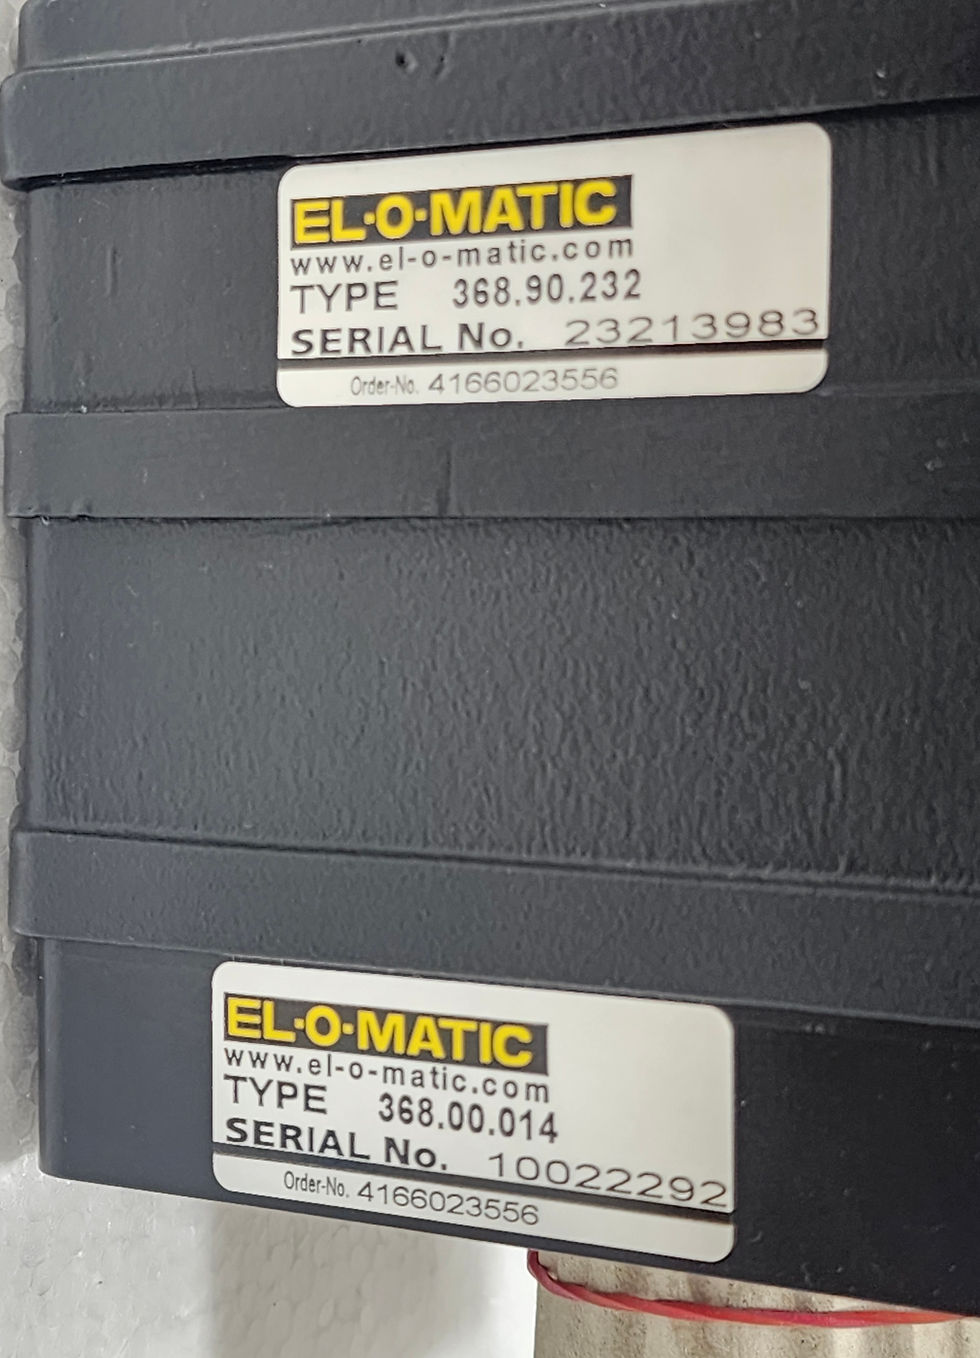 EL·O·MATIC
www.el-o-matic.com
TYPE 368.90.232
SERIAL No. 23213983
Order-No. 4166023556
EL·O·MATIC
www.el-o-matic.com
TYPE 368.00.014
SERIAL No. 10022292
Order-No. 4166023556